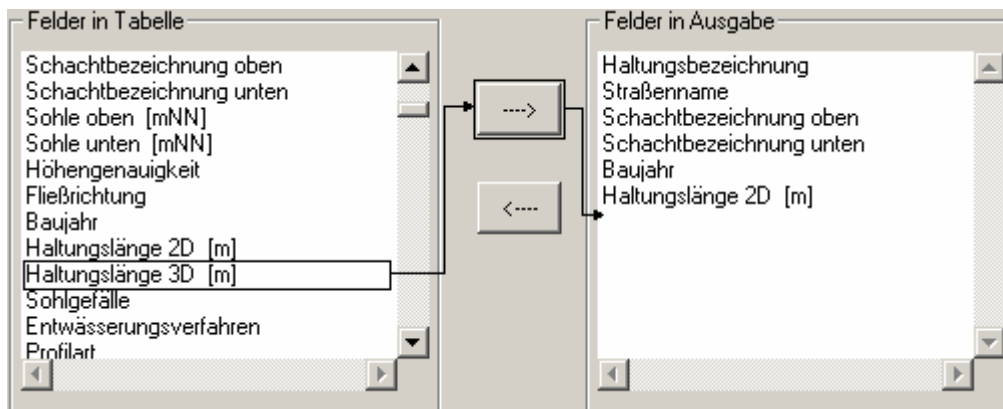 Felder in Tabelle
Schachtbezeichnung oben
Schachtbezeichnung unten
Sohle oben [mNN]
Sohle unten [mNN]
Höhengenauigkeit
Fließrichtung
Baujahr
Haltungslänge 2D [m]
Haltungslänge 3D [m]
Sohlgefälle
Entwässerungsverfahren
Profilart
---->
<----
Felder in Ausgabe
Haltungsbezeichnung
Straßenname
Schachtbezeichnung oben
Schachtbezeichnung unten
Baujahr
Haltungslänge 2D [m]